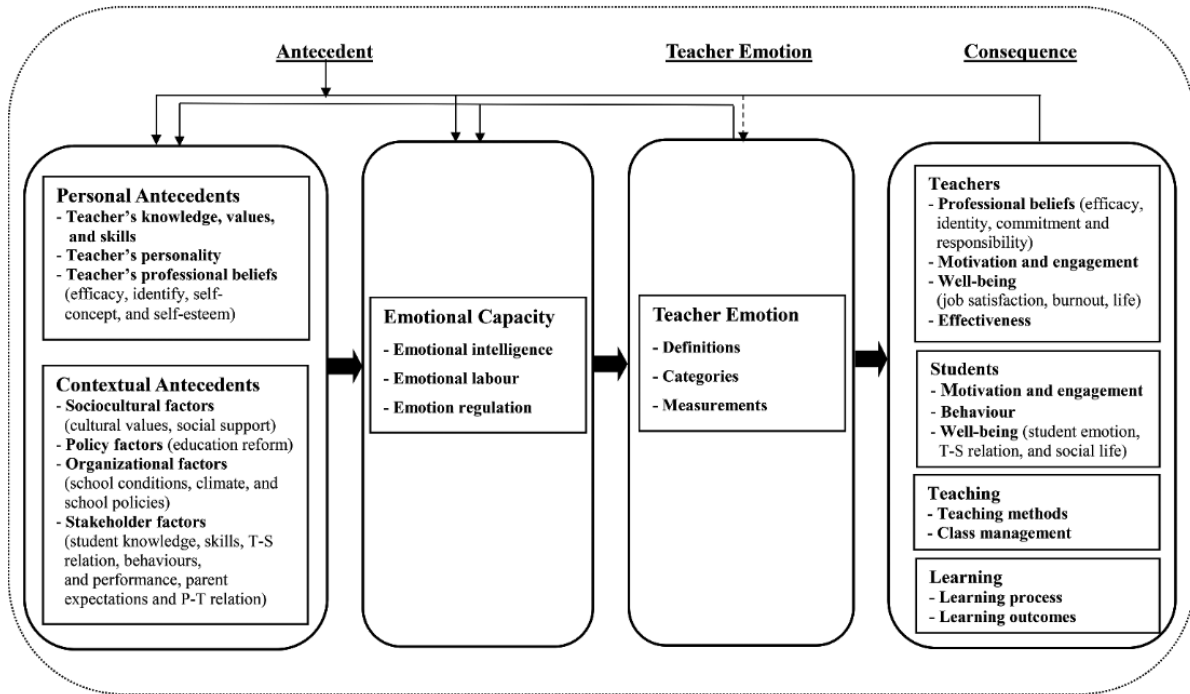 Antecedent
Teacher Emotion
Consequence
Personal Antecedents
- Teacher's knowledge, values,
and skills
- Teacher's personality
- Teacher's professional beliefs
(efficacy, identify, self-
concept, and self-esteem)
Contextual Antecedents
- Sociocultural factors
(cultural values, social support)
- Policy factors (education reform)
- Organizational factors
(school conditions, climate, and
school policies)
- Stakeholder factors
(student knowledge, skills, T-S
relation, behaviours,
and performance, parent
expectations and P-T relation)
Emotional Capacity
- Emotional intelligence
- Emotional labour
- Emotion regulation
Teacher Emotion
- Definitions
- Categories
- Measurements
Teachers
- Professional beliefs (efficacy,
identity, commitment and
responsibility)
- Motivation and engagement
- Well-being
(job satisfaction, burnout, life)
- Effectiveness
Students
- Motivation and engagement
- Behaviour
- Well-being (student emotion,
T-S relation, and social life)
Teaching
- Teaching methods
- Class management
Learning
- Learning process
- Learning outcomes